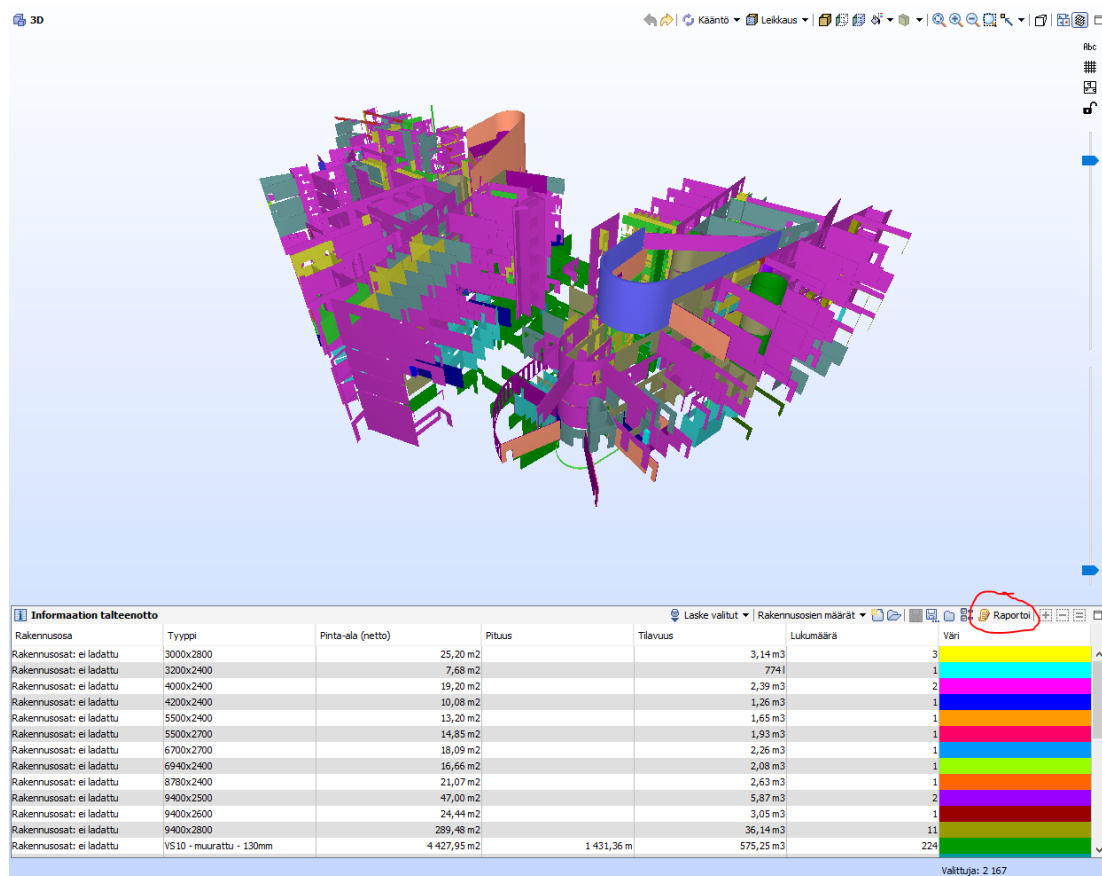 3D Kääntö Leikkaus
Abc
Informaation talteenotto Laske valitut Rakennusosien määrät Raportoi
Rakennusosa Tyyppi Pinta-ala (netto) Pituus Tilavuus Lukumäärä Väri
Rakennusosat: ei ladattu 3000x2800 25,20 m2 3,14 m3 3
Rakennusosat: ei ladattu 3200x2400 7,68 m2 774 l 1
Rakennusosat: ei ladattu 4000x2400 19,20 m2 2,39 m3 2
Rakennusosat: ei ladattu 4200x2400 10,08 m2 1,26 m3 1
Rakennusosat: ei ladattu 5500x2400 13,20 m2 1,65 m3 1
Rakennusosat: ei ladattu 5500x2700 14,85 m2 1,93 m3 1
Rakennusosat: ei ladattu 6700x2700 18,09 m2 2,26 m3 1
Rakennusosat: ei ladattu 6940x2400 16,66 m2 2,08 m3 1
Rakennusosat: ei ladattu 8780x2400 21,07 m2 2,63 m3 1
Rakennusosat: ei ladattu 9400x2500 47,00 m2 5,87 m3 2
Rakennusosat: ei ladattu 9400x2600 24,44 m2 3,05 m3 1
Rakennusosat: ei ladattu 9400x2800 289,48 m2 36,14 m3 11
Rakennusosat: ei ladattu VS10 - muurattu - 130mm 4 427,95 m2 1 431,36 m 575,25 m3 224
Valittuja: 2 167